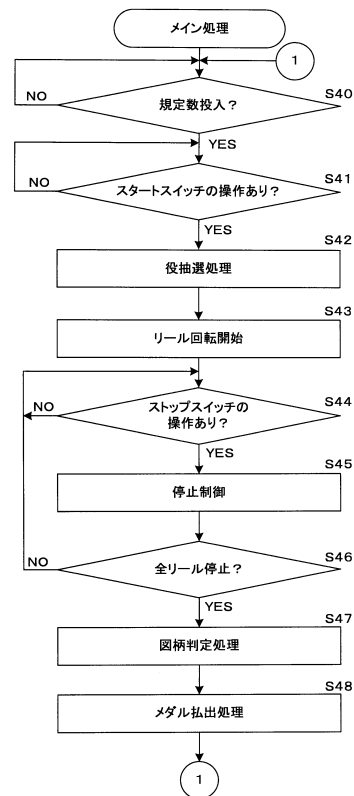 メイン処理
1
NO
規定数投入？
S40
YES
NO
スタートスイッチの操作あり？
S41
YES
S42
役抽選処理
S43
リール回転開始
NO
ストップスイッチの
操作あり？
S44
YES
S45
停止制御
NO
全リール停止？
S46
YES
S47
図柄判定処理
S48
メダル払出処理
1